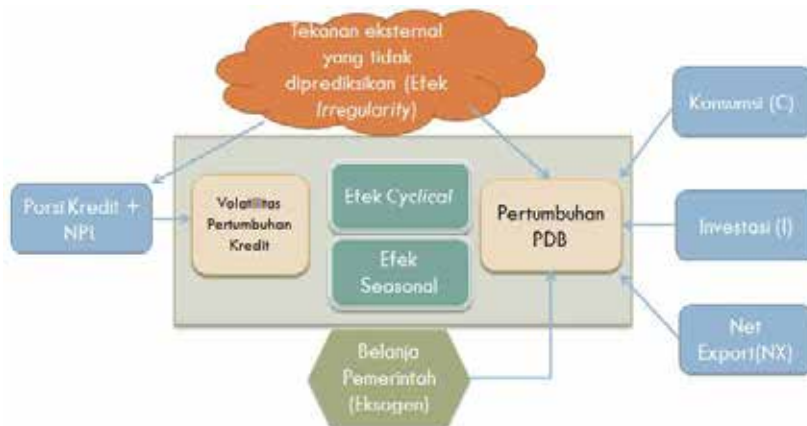 Tekanan eksternal
yang tidak
diprediksikan (Efek
Irregularity)
Konsumsi (C)
Porsi Kredit +
NPL
Volatilitas
Pertumbuhan
Kredit
Efek Cyclical
Efek
Seasonal
Pertumbuhan
PDB
Investasi (I)
Net
Export(NX)
Belanja
Pemerintah
(Eksogen)